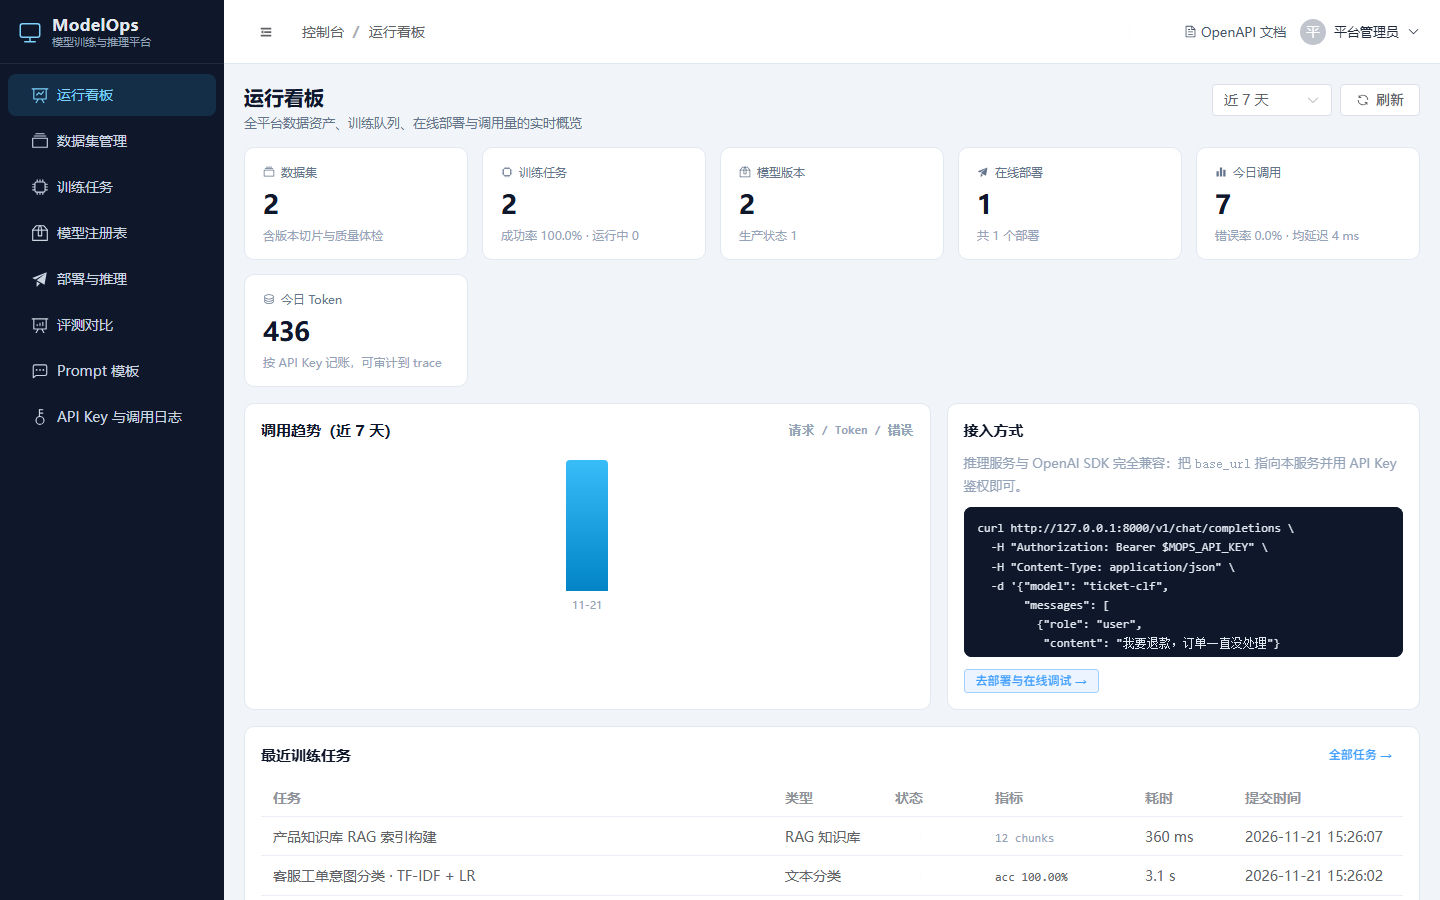 ModelOps
模型训练与推理平台
运行看板
数据集管理
训练任务
模型注册表
部署与推理
评测对比
Prompt 模板
API Key 与调用日志
控制台 / 运行看板
OpenAPI 文档
平
平台管理员
运行看板
全平台数据资产、训练队列、在线部署与调用量的实时概览
近 7 天
刷新
数据集
2
含版本切片与质量体检
训练任务
2
成功率 100.0% · 运行中 0
模型版本
2
生产状态 1
在线部署
1
共 1 个部署
今日调用
7
错误率 0.0% · 均延迟 4 ms
今日 Token
436
按 API Key 记账，可审计到 trace
调用趋势（近 7 天）
请求 / Token / 错误
11-21
接入方式
推理服务与 OpenAI SDK 完全兼容：把 base_url 指向本服务并用 API Key
鉴权即可。
curl http://127.0.0.1:8000/v1/chat/completions \
-H "Authorization: Bearer $MOPS_API_KEY" \
-H "Content-Type: application/json" \
-d '{"model": "ticket-clf",
"messages": [
{"role": "user",
"content": "我要退款，订单一直没处理"}
去部署与在线调试 →
最近训练任务
全部任务 →
任务 类型 状态 指标 耗时 提交时间
产品知识库 RAG 索引构建 RAG 知识库 12 chunks 360 ms 2026-11-21 15:26:07
客服工单意图分类 · TF-IDF + LR 文本分类 acc 100.00% 3.1 s 2026-11-21 15:26:02